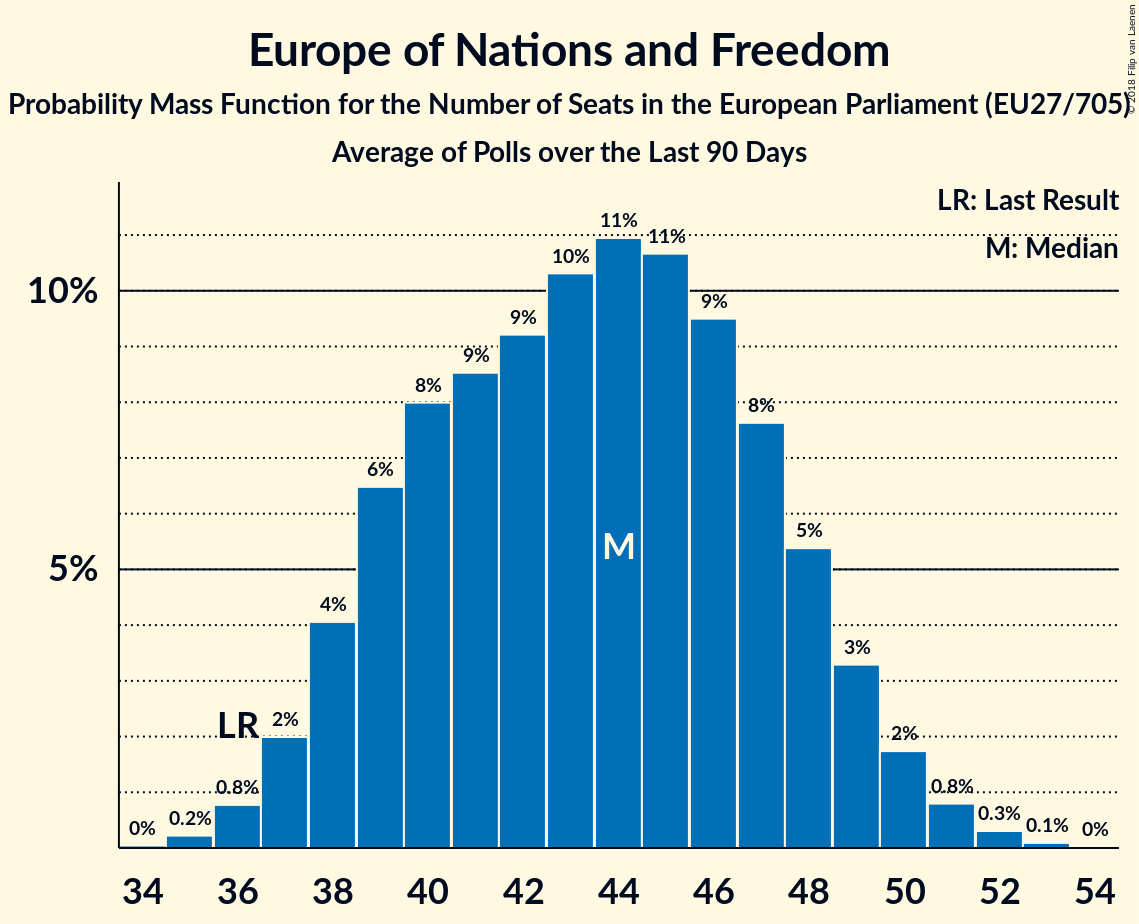 Europe of Nations and Freedom
Probability Mass Function for the Number of Seats in the European Parliament (EU27/705)
Average of Polls over the Last 90 Days
© 2018 Filip van Laenen
LR: Last Result
M: Median
10%
5%
0%
0.2%
0.8%
LR
2%
4%
6%
8%
9%
9%
10%
11%
M
11%
9%
8%
5%
3%
2%
0.8%
0.3%
0.1%
0%
34 36 38 40 42 44 46 48 50 52 54